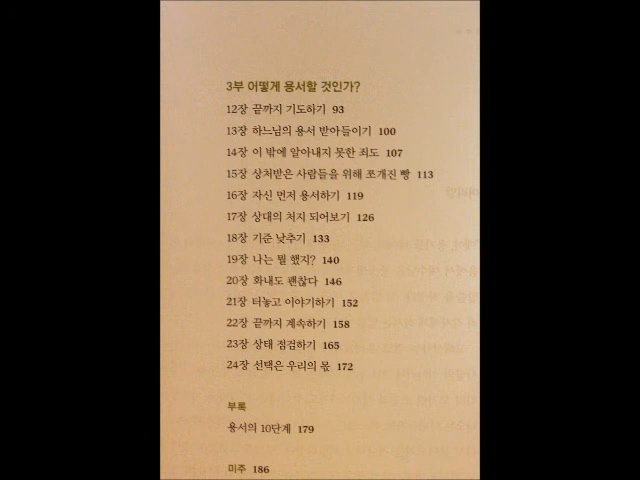 3부 어떻게 용서할 것인가?
12장 끝까지 기도하기 93
13장 하느님의 용서 받아들이기 100
14장 이 밖에 알아내지 못한 죄도 107
15장 상처받은 사람들을 위해 쪼개진 빵 113
16장 자신 먼저 용서하기 119
17장 상대의 처지 되어보기 126
18장 기준 낮추기 133
19장 나는 뭘 했지? 140
20장 화내도 괜찮다 146
21장 터놓고 이야기하기 152
22장 끝까지 계속하기 158
23장 상태 점검하기 165
24장 선택은 우리의 몫 172
부록
용서의 10단계 179
미주 186